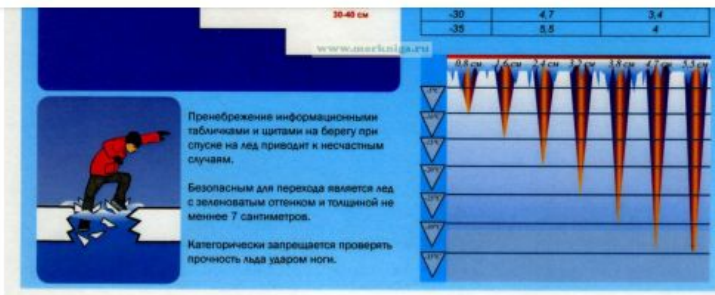 30-40 см
-30 4,7 3,4
-35 5,5 4
www.morkniga.ru
0,8 см 1,6 см 2,4 см 3,2 см 3,8 см 4,7 см 5,5 см
Пренебрежение информационными
табличками и щитами на берегу при
спуске на лед приводит к несчастным
случаям.
Безопасным для перехода является лед
с зеленоватым оттенком и толщиной не
меннее 7 сантиметров.
Категорически запрещается проверять
прочность льда ударом ноги.